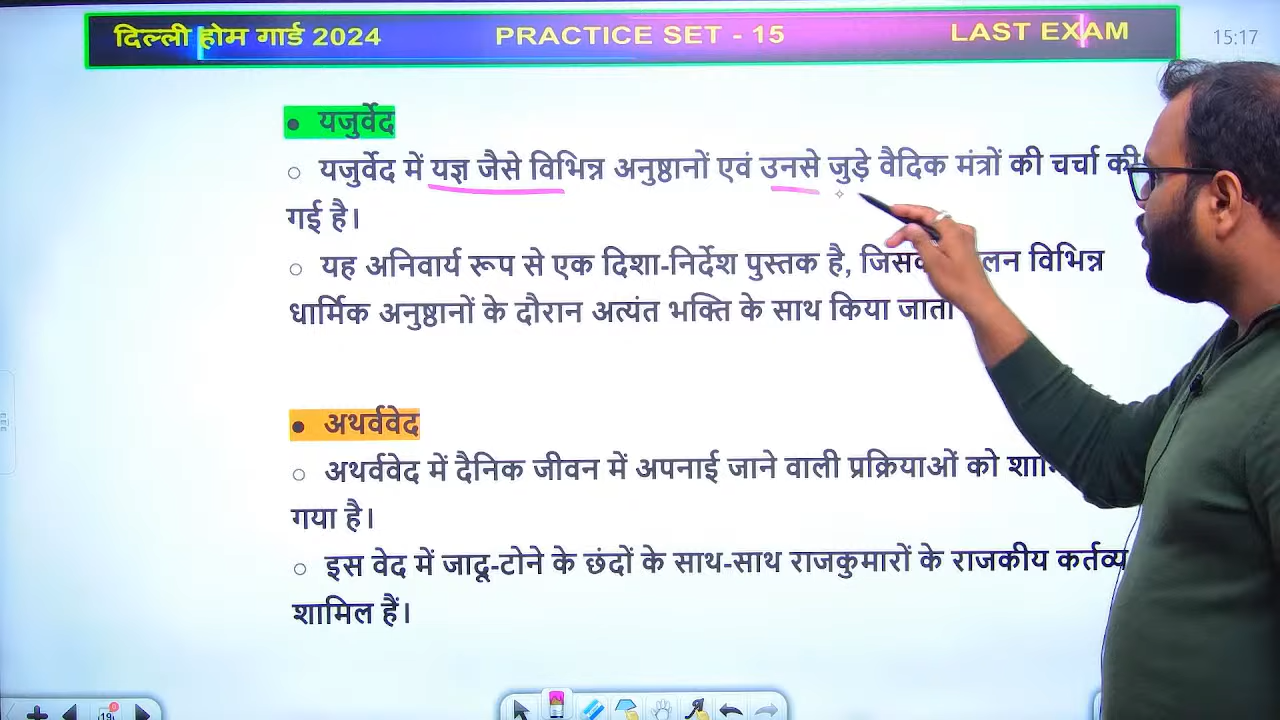 दिल्ली होम गार्ड 2024 PRACTICE SET - 15 LAST EXAM
15:17
• यजुर्वेद
○ यजुर्वेद में यज्ञ जैसे विभिन्न अनुष्ठानों एवं उनसे जुड़े वैदिक मंत्रों की चर्चा की
गई है।
○ यह अनिवार्य रूप से एक दिशा-निर्देश पुस्तक है, विभिन्न
धार्मिक अनुष्ठानों के दौरान अत्यंत भक्ति के साथ किया जाता
• अथर्ववेद
○ अथर्ववेद में दैनिक जीवन में अपनाई जाने वाली प्रक्रियाओं को
गया है।
○ इस वेद में जादू-टोने के छंदों के साथ-साथ राजकुमारों के राजकीय कर्तव्य
शामिल हैं।
19